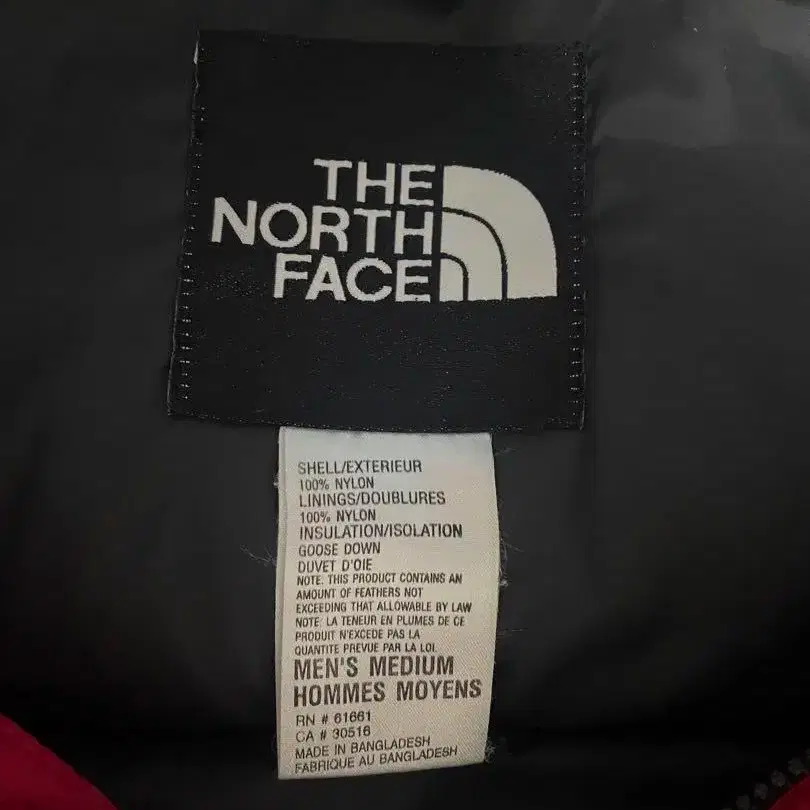 THE
NORTH
FACE
SHELL/EXTERIEUR
100% NYLON
LININGS/DOUBLURES
100% NYLON
INSULATION/ISOLATION
GOOSE DOWN
DUVET D'OIE
NOTE: THIS PRODUCT CONTAINS AN
AMOUNT OF FEATHERS NOT
EXCEEDING THAT ALLOWABLE BY LAW
NOTE: LA TENEUR EN PLUMES DE CE
PRODUIT N'EXCEDE PAS LA
QUANTITE PREVUE PAR LA LOI.
MEN'S MEDIUM
HOMMES MOYENS
RN # 61661
CA # 30516
MADE IN BANGLADESH
FABRIQUE AU BANGLADESH